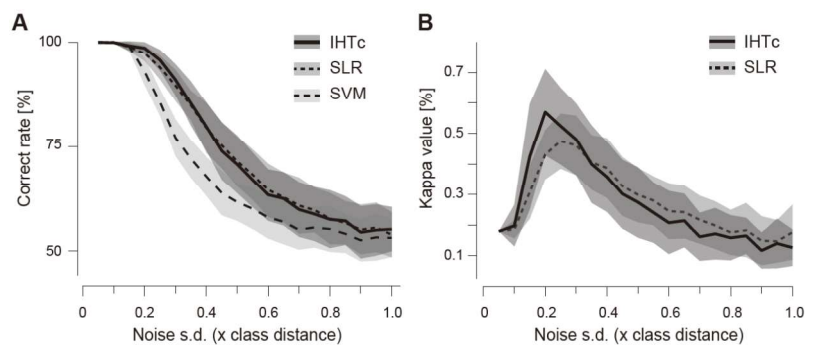 A
100
75
50
Correct rate [%]
IHTc
SLR
SVM
0 0.2 0.4 0.6 0.8 1.0
Noise s.d. (x class distance)
B
0.7
0.5
0.3
0.1
Kappa value [%]
IHTc
SLR
0 0.2 0.4 0.6 0.8 1.0
Noise s.d. (x class distance)